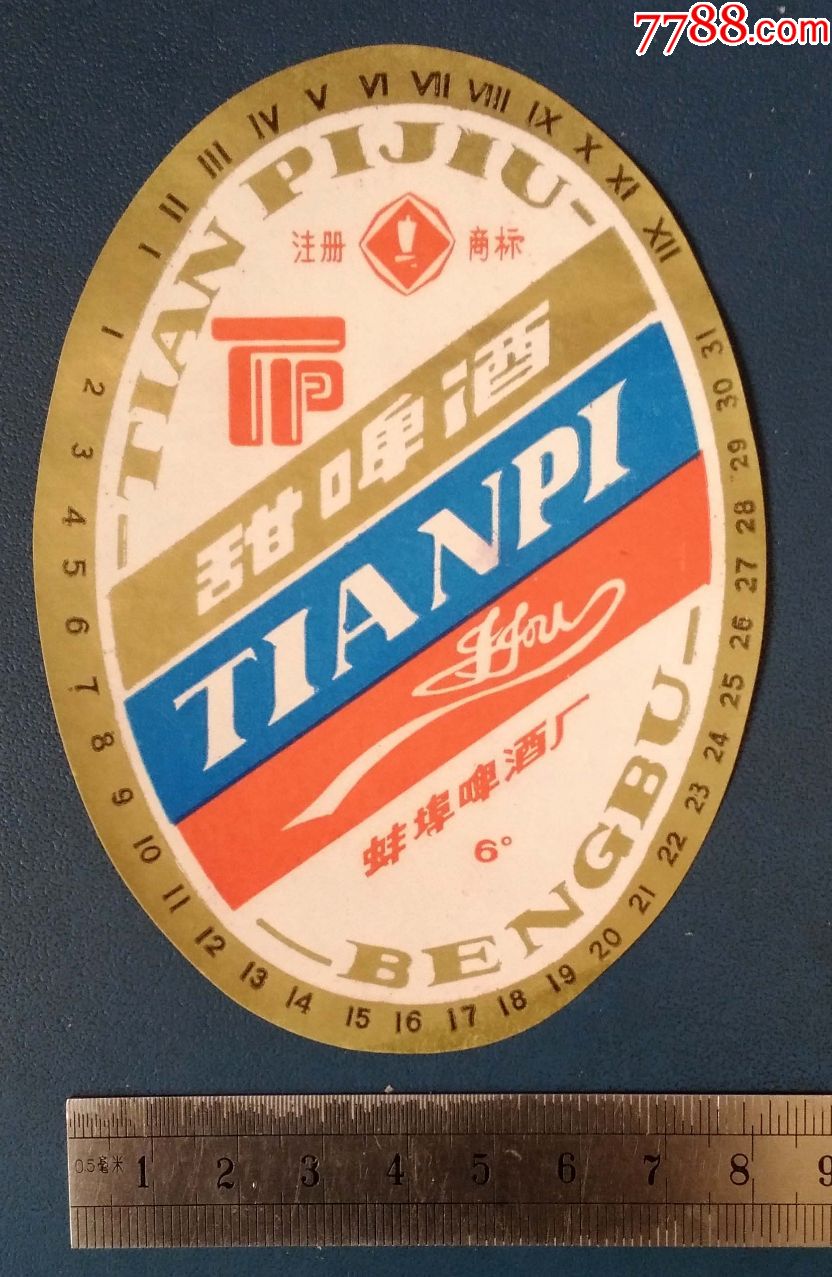 7788.com
I II III IV V VI VII VIII IX X XI XII
TIAN PIJIU
注册 商标
TP
甜啤酒
TIANPI
蚌埠啤酒厂
6°
BENGBU
1 2 3 4 5 6 7 8 9 10 11 12 13 14 15 16 17 18 19 20 21 22 23 24 25 26 27 28 29 30 31
0.5毫米 1 2 3 4 5 6 7 8 9